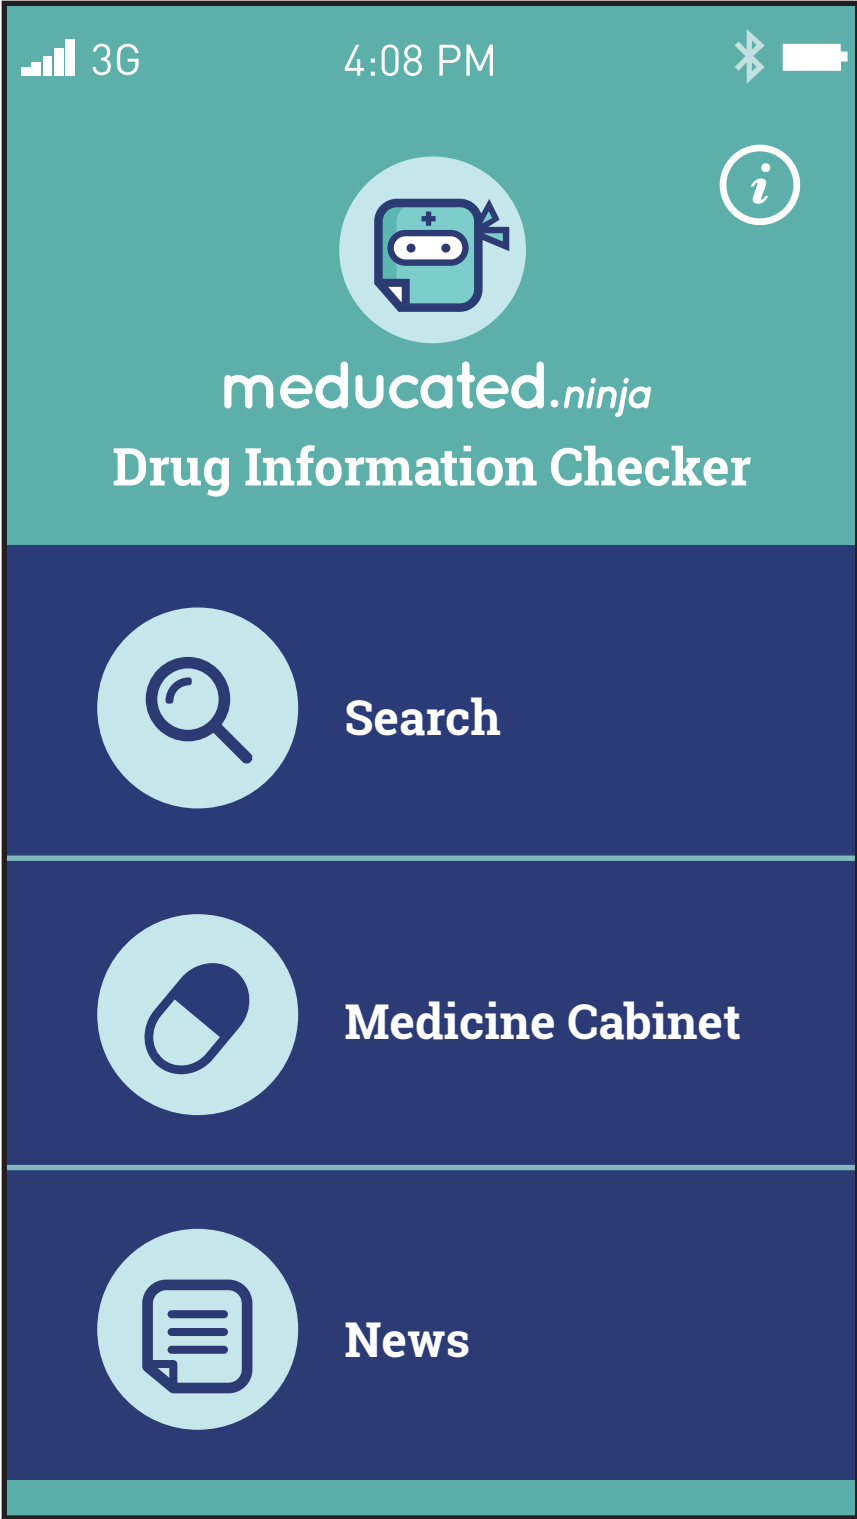 3G 4:08 PM
i
meducated.ninja
Drug Information Checker
Search
Medicine Cabinet
News